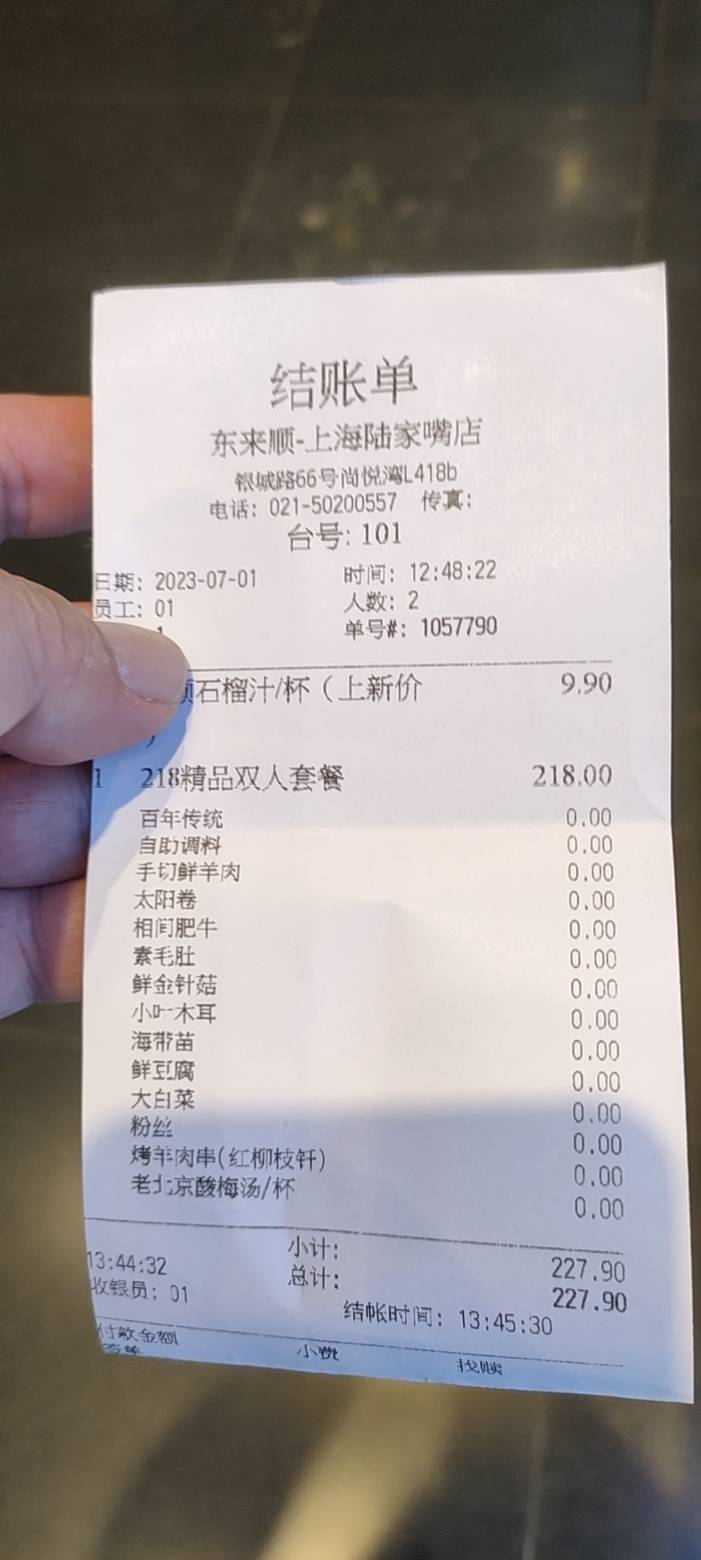 结账单
东来顺-上海陆家嘴店
银城路66号尚悦湾L418b
电话: 021-50200557 传真:
台号: 101
日期: 2023-07-01 时间: 12:48:22
员工: 01 人数: 2
单号#: 1057790
石榴汁/杯（上新价 9.90
）
1 218精品双人套餐 218.00
百年传统 0.00
自助调料 0.00
手切鲜羊肉 0.00
太阳卷 0.00
相间肥牛 0.00
素毛肚 0.00
鲜金针菇 0.00
小叶木耳 0.00
海带苗 0.00
鲜豆腐 0.00
大白菜 0.00
粉丝 0.00
烤羊肉串(红柳枝钎) 0.00
老北京酸梅汤/杯 0.00
小计: 227.90
13:44:32 总计: 227.90
收银员: 01 结帐时间: 13:45:30
付款金额 小费 找赎